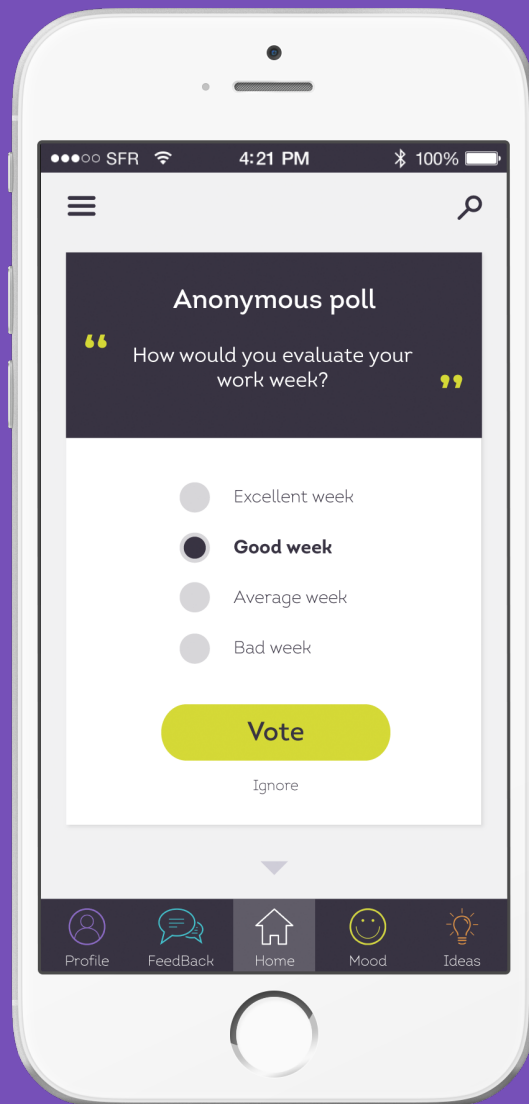 SFR 4:21 PM 100%
Anonymous poll
“ How would you evaluate your
work week? ”
Excellent week
Good week
Average week
Bad week
Vote
Ignore
Profile FeedBack Home Mood Ideas